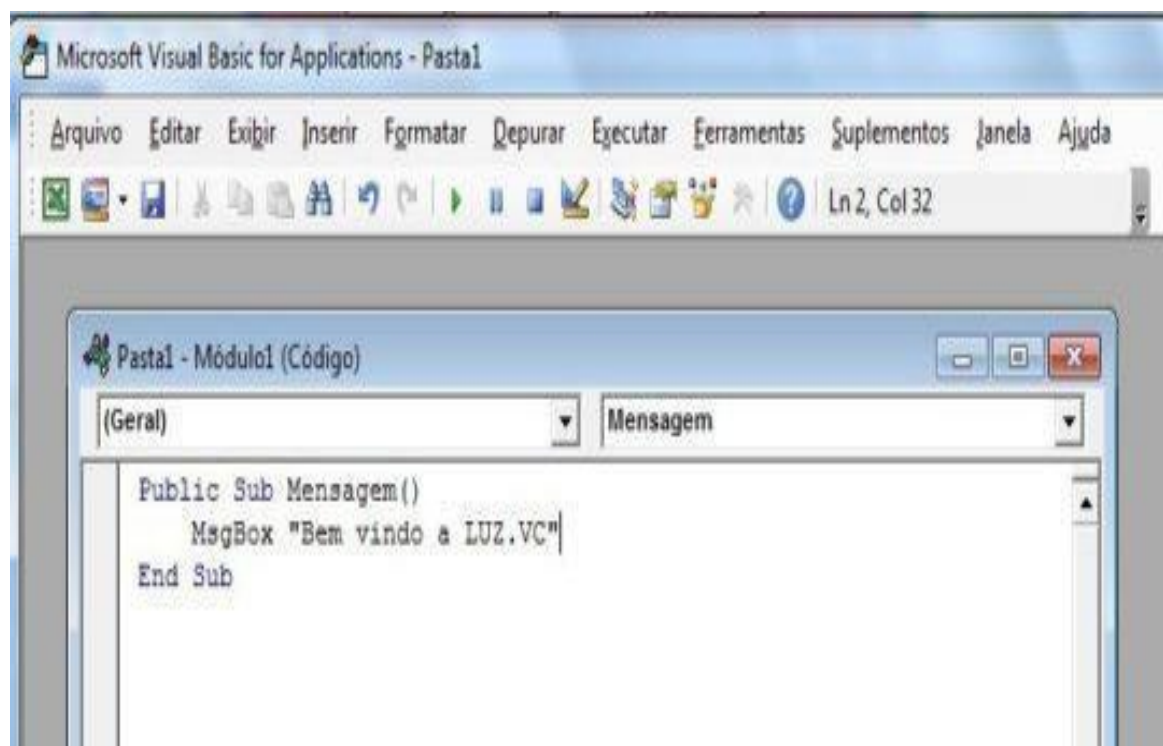 Microsoft Visual Basic for Applications - Pasta1
Arquivo Editar Exibir Inserir Formatar Depurar Executar Ferramentas Suplementos Janela Ajuda
Ln 2, Col 32
Pasta1 - Módulo1 (Código)
(Geral) Mensagem
Public Sub Mensagem()
MsgBox "Bem vindo a LUZ.VC"
End Sub